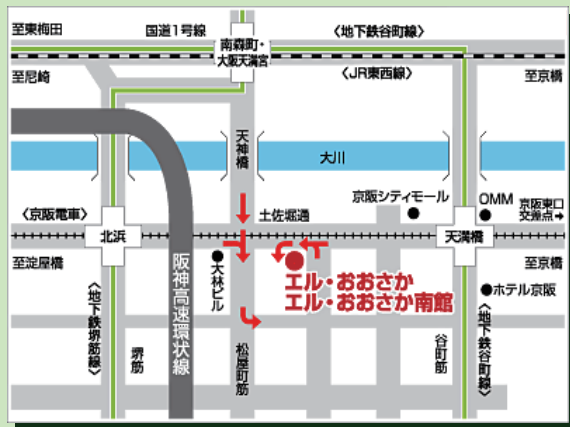 至東梅田
国道1号線
南森町・
大阪天満宮
〈地下鉄谷町線〉
至尼崎
〈JR東西線〉
至京橋
天神橋
大川
京阪シティモール
OMM
京阪東口
交差点→
〈京阪電車〉
土佐堀通
北浜
天満橋
至淀屋橋
大林ビル
エル・おおさか
エル・おおさか南館
至京橋
ホテル京阪
阪神高速環状線
〈地下鉄堺筋線〉
堺筋
松屋町筋
谷町筋
〈地下鉄谷町線〉